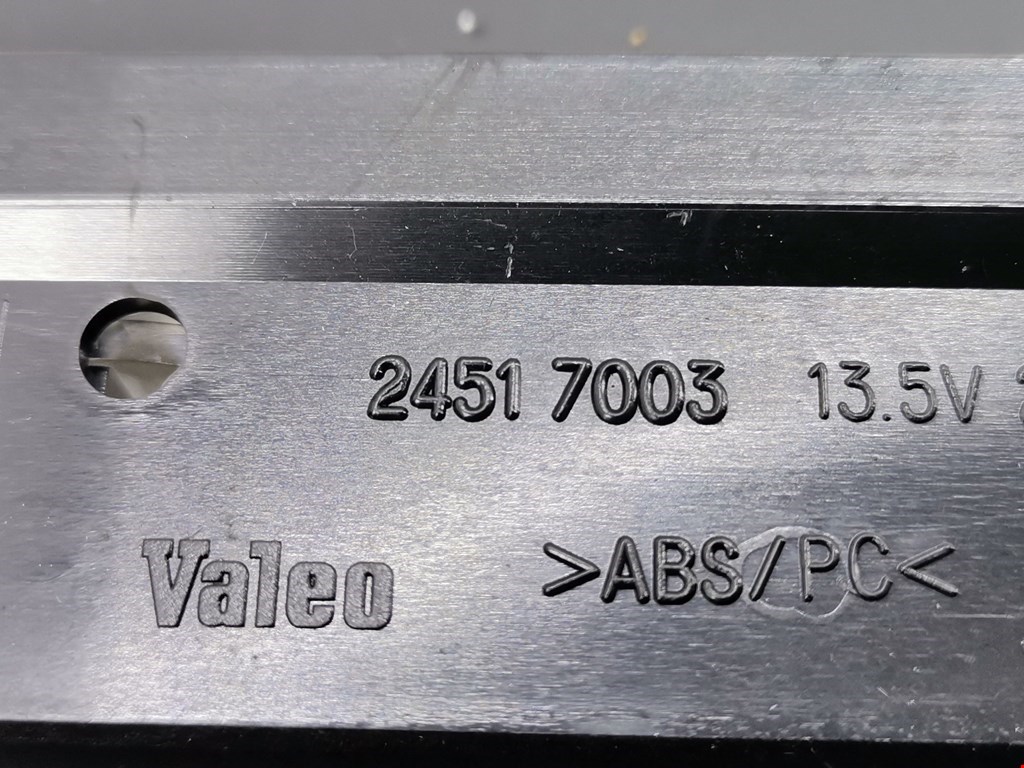 2451 7003 13.5V
Valeo >ABS/PC<